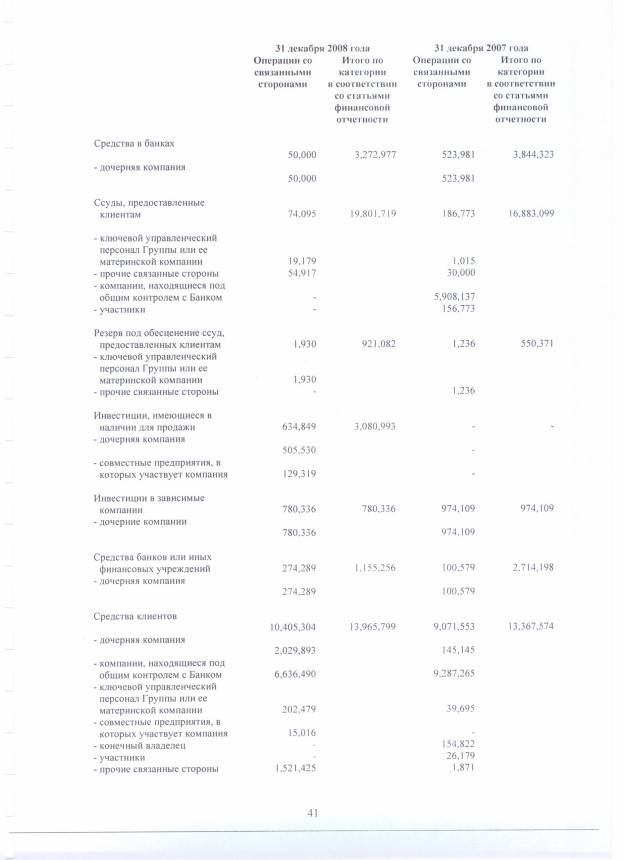 31 декабря 2008 года 31 декабря 2007 года
Операции со Итого по Операции со Итого по
связанными категории связанными категории
сторонами в соответствии сторонами в соответствии
со статьями со статьями
финансовой финансовой
отчетности отчетности
Средства в банках
50,000 3,272,977 523,981 3,844,323
- дочерняя компания
50,000 523,981
Ссуды, предоставленные
клиентам 74,095 19,801,719 186,773 16,883,099
- ключевой управленческий
персонал Группы или ее
материнской компании 19,179 1,015
- прочие связанные стороны 54,917 30,000
- компании, находящиеся под
общим контролем с Банком - 5,908,137
- участники - 156,773
Резерв под обесценение ссуд,
предоставленных клиентам 1,930 921,082 1,236 550,371
- ключевой управленческий
персонал Группы или ее
материнской компании 1,930
- прочие связанные стороны - 1,236
Инвестиции, имеющиеся в
наличии для продажи 634,849 3,080,993 - -
- дочерняя компания
505,530 -
- совместные предприятия, в
которых участвует компания 129,319 -
Инвестиции в зависимые
компании 780,336 780,336 974,109 974,109
- дочерние компании
780,336 974,109
Средства банков или иных
финансовых учреждений 274,289 1,155,256 100,579 2,714,198
- дочерняя компания
274,289 100,579
Средства клиентов
10,405,304 13,965,799 9,071,553 13,367,574
- дочерняя компания
2,029,893 145,145
- компании, находящиеся под
общим контролем с Банком 6,636,490 9,287,265
- ключевой управленческий
персонал Группы или ее
материнской компании 202,479 39,695
- совместные предприятия, в
которых участвует компания 15,016 -
- конечный владелец - 154,822
- участники - 26,179
- прочие связанные стороны 1,521,425 1,871
41